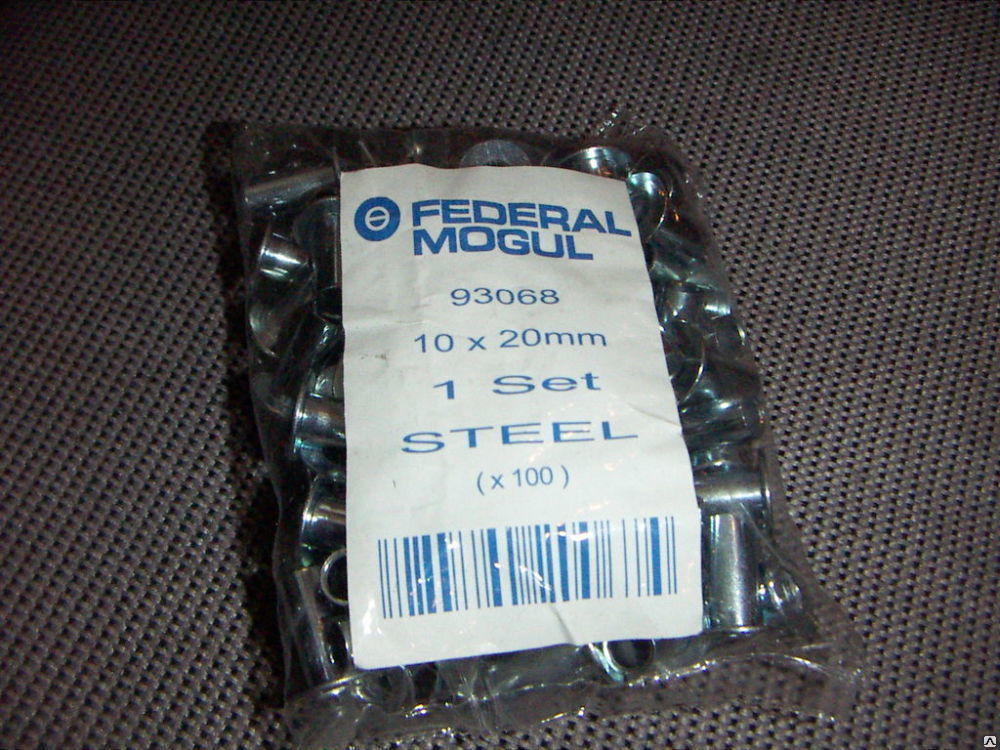 FEDERAL
MOGUL
93068
10 x 20mm
1 Set
STEEL
(x 100)